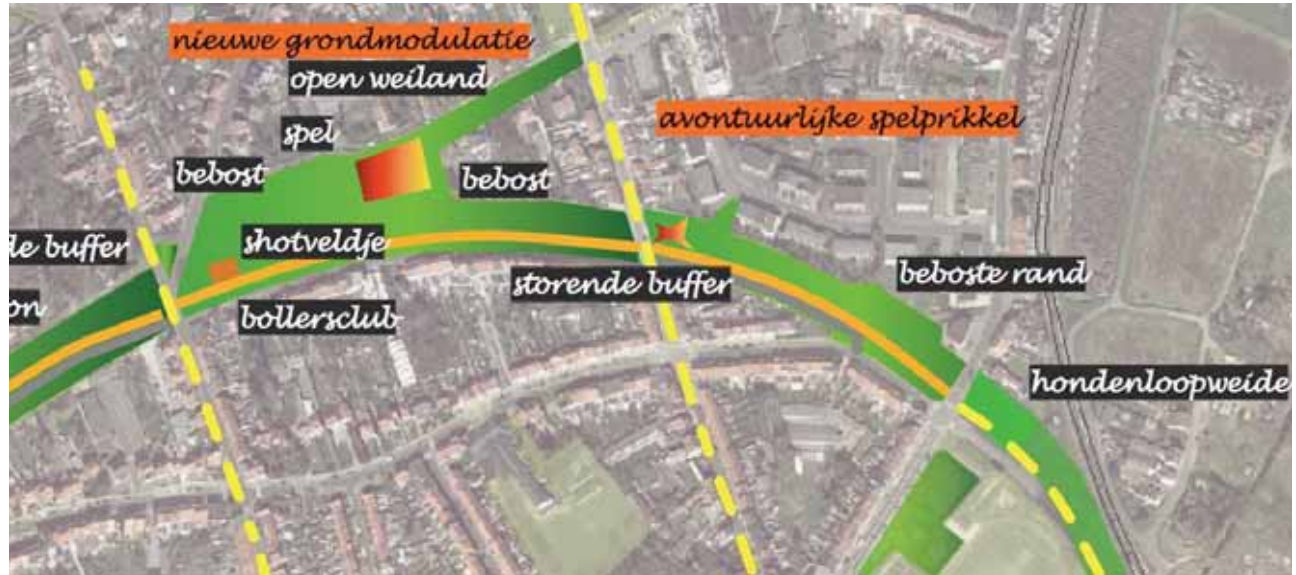 nieuwe grondmodulatie
open weiland
spel
avontuurlijke spelprikkel
bebost
bebost
de buffer
shotveldje
storende buffer
beboste rand
on
bollersclub
hondenloopweide